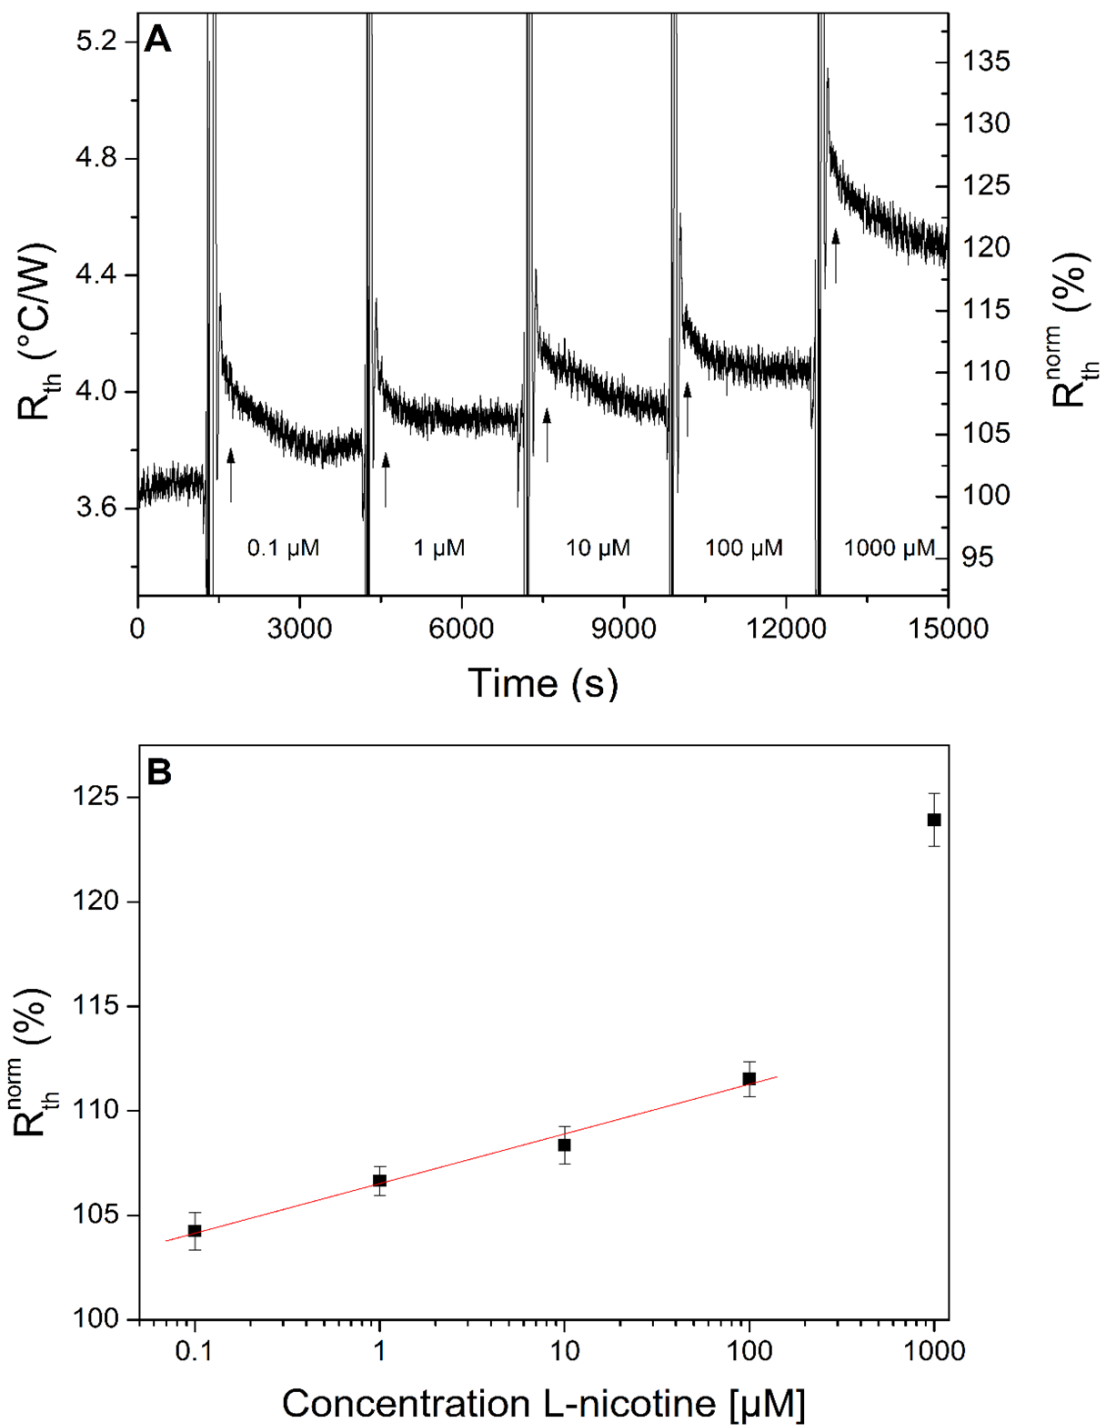 A
5.2
4.8
4.4
4.0
3.6
R_th (°C/W)
135
130
125
120
115
110
105
100
95
R_th^norm (%)
0.1 µM
1 µM
10 µM
100 µM
1000 µM
0
3000
6000
9000
12000
15000
Time (s)
B
125
120
115
110
105
100
R_th^norm (%)
0.1
1
10
100
1000
Concentration L-nicotine [µM]